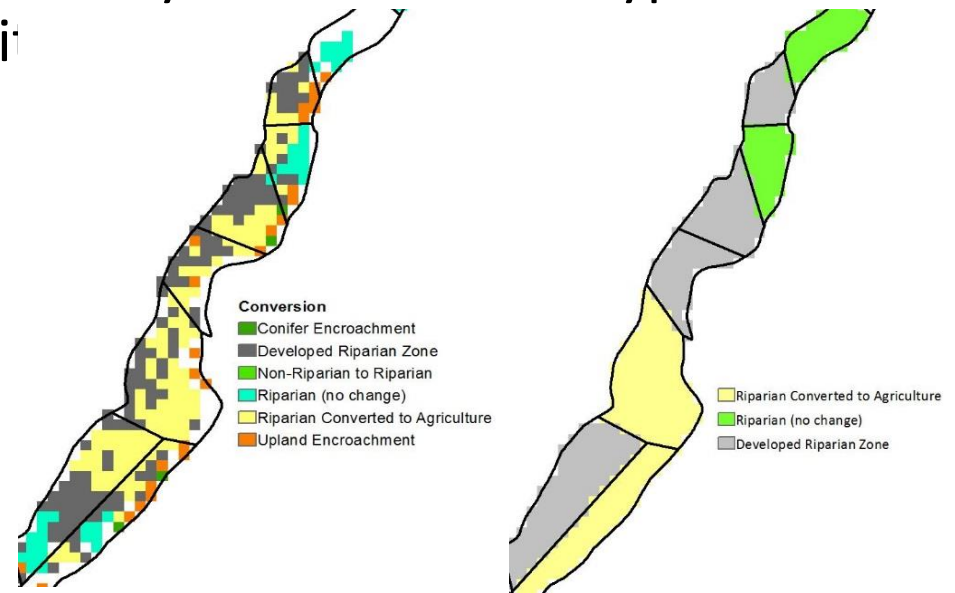 Conversion
Conifer Encroachment
Developed Riparian Zone
Non-Riparian to Riparian
Riparian (no change)
Riparian Converted to Agriculture
Upland Encroachment
Riparian Converted to Agriculture
Riparian (no change)
Developed Riparian Zone